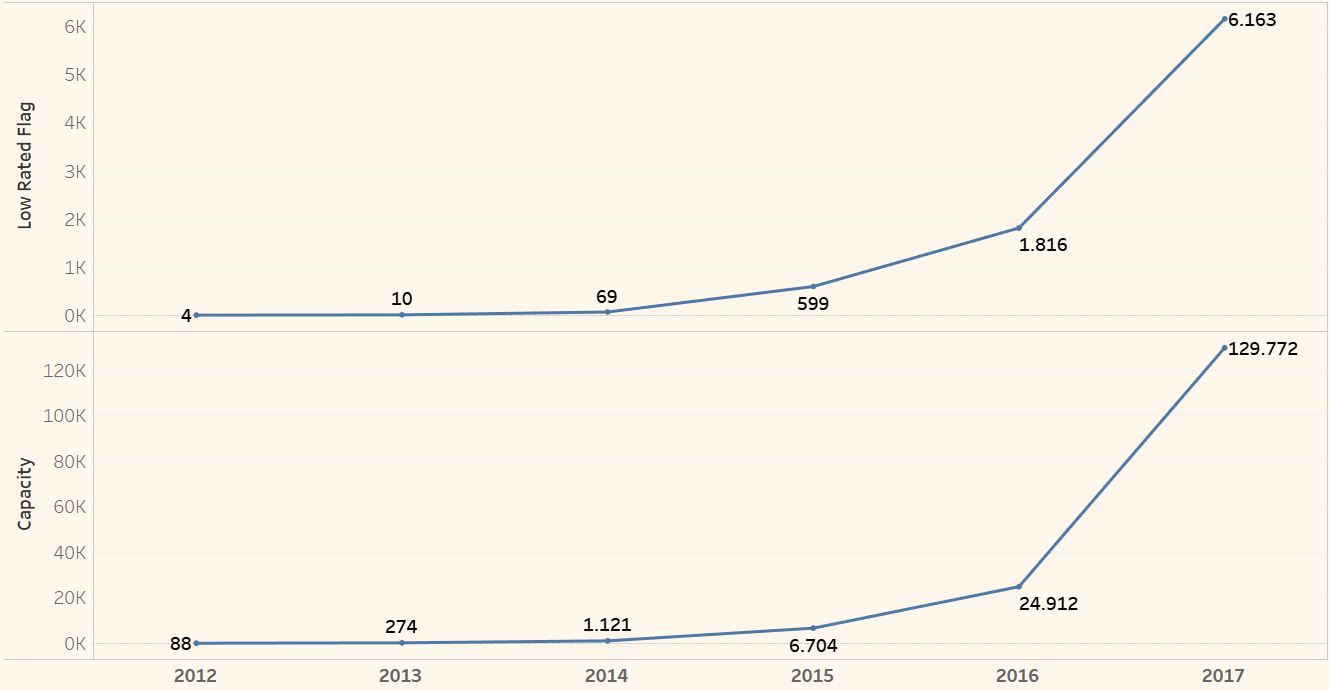 Low Rated Flag
6K
5K
4K
3K
2K
1K
0K
4
10
69
599
1.816
6.163
Capacity
120K
100K
80K
60K
40K
20K
0K
88
274
1.121
6.704
24.912
129.772
2012 2013 2014 2015 2016 2017